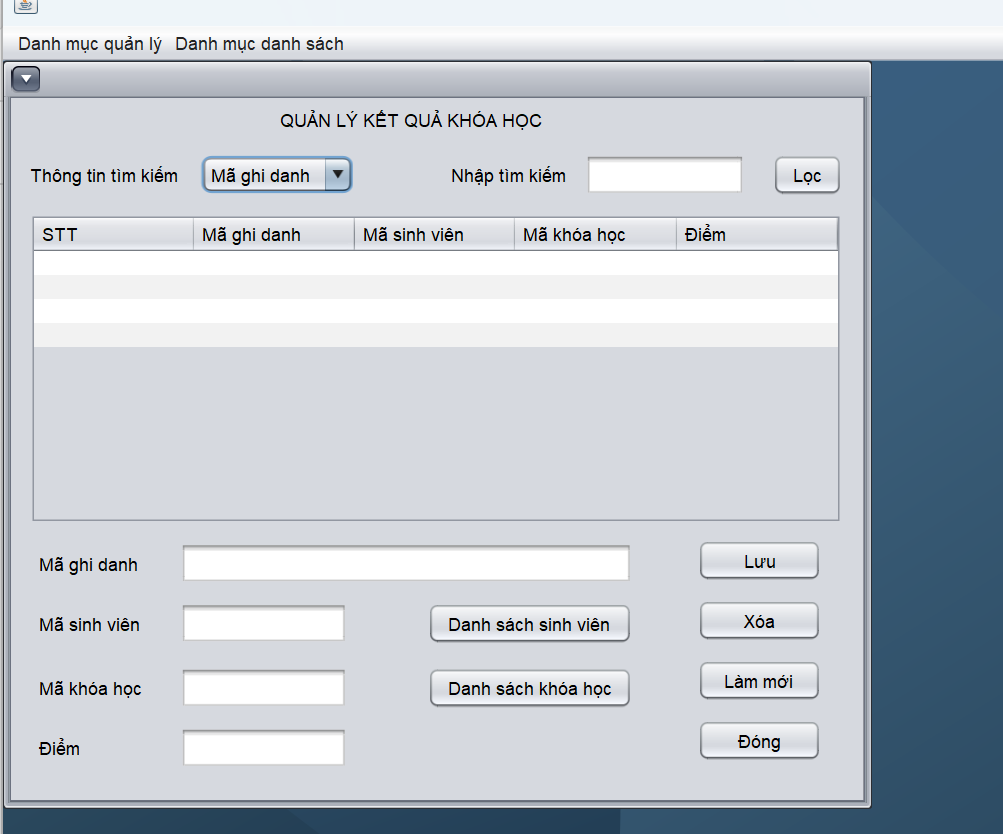 Danh mục quản lý Danh mục danh sách
QUẢN LÝ KẾT QUẢ KHÓA HỌC
Thông tin tìm kiếm Mã ghi danh Nhập tìm kiếm Lọc
STT Mã ghi danh Mã sinh viên Mã khóa học Điểm
Mã ghi danh Lưu
Mã sinh viên Danh sách sinh viên Xóa
Mã khóa học Danh sách khóa học Làm mới
Điểm Đóng